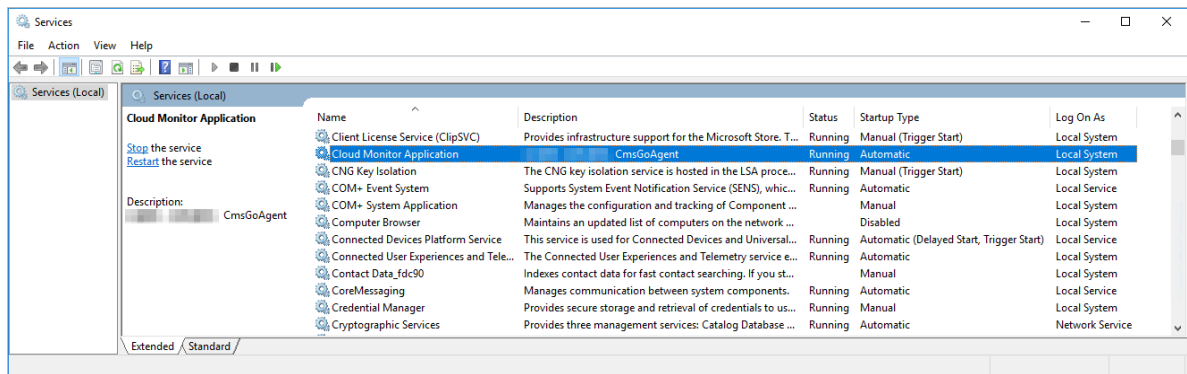 Services
File Action View Help
Services (Local)
Services (Local)
Cloud Monitor Application
Stop the service
Restart the service
Description:
CmsGoAgent
Name Description Status Startup Type Log On As
Client License Service (ClipSVC) Provides infrastructure support for the Microsoft Store. T... Running Manual (Trigger Start) Local System
Cloud Monitor Application CmsGoAgent Running Automatic Local System
CNG Key Isolation The CNG key isolation service is hosted in the LSA proce... Running Manual (Trigger Start) Local System
COM+ Event System Supports System Event Notification Service (SENS), whic... Running Automatic Local Service
COM+ System Application Manages the configuration and tracking of Component ... Manual Local System
Computer Browser Maintains an updated list of computers on the network ... Disabled Local System
Connected Devices Platform Service This service is used for Connected Devices and Universal... Running Automatic (Delayed Start, Trigger Start) Local Service
Connected User Experiences and Tele... The Connected User Experiences and Telemetry service e... Running Automatic Local System
Contact Data_fdc90 Indexes contact data for fast contact searching. If you st... Manual Local System
CoreMessaging Manages communication between system components. Running Automatic Local Service
Credential Manager Provides secure storage and retrieval of credentials to us... Running Manual Local System
Cryptographic Services Provides three management services: Catalog Database ... Running Automatic Network Service
Extended Standard